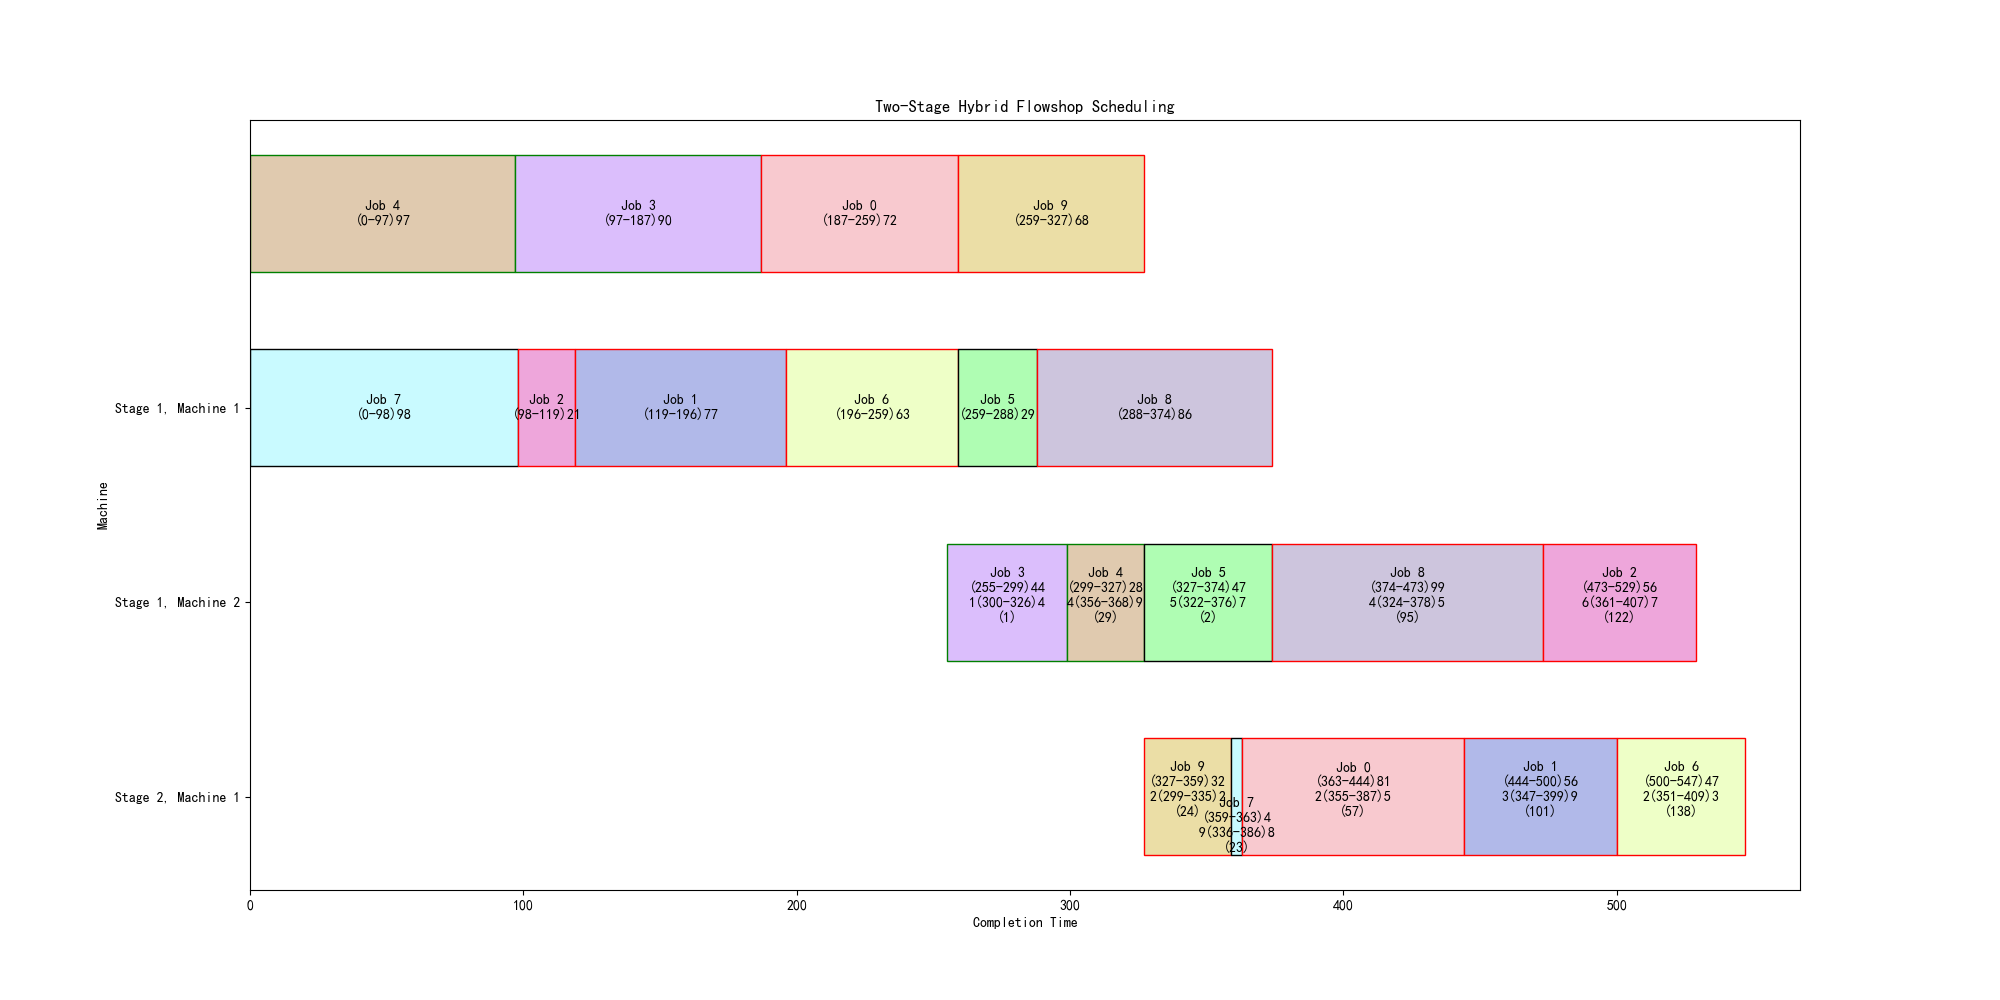 Two-Stage Hybrid Flowshop Scheduling
Job 4
(0-97)97
Job 3
(97-187)90
Job 0
(187-259)72
Job 9
(259-327)68
Stage 1, Machine 1
Job 7
(0-98)98
Job 2
(98-119)21
Job 1
(119-196)77
Job 6
(196-259)63
Job 5
(259-288)29
Job 8
(288-374)86
Machine
Stage 1, Machine 2
Job 3
(255-299)44
1(300-326)4
(1)
Job 4
(299-327)28
4(356-368)9
(29)
Job 5
(327-374)47
5(322-376)7
(2)
Job 8
(374-473)99
4(324-378)5
(95)
Job 2
(473-529)56
6(361-407)7
(122)
Stage 2, Machine 1
Job 9
(327-359)32
2(299-335)2
(24)
Job 7
(359-363)4
9(336-386)8
(23)
Job 0
(363-444)81
2(355-387)5
(57)
Job 1
(444-500)56
3(347-399)9
(101)
Job 6
(500-547)47
2(351-409)3
(138)
0
100
200
300
400
500
Completion Time